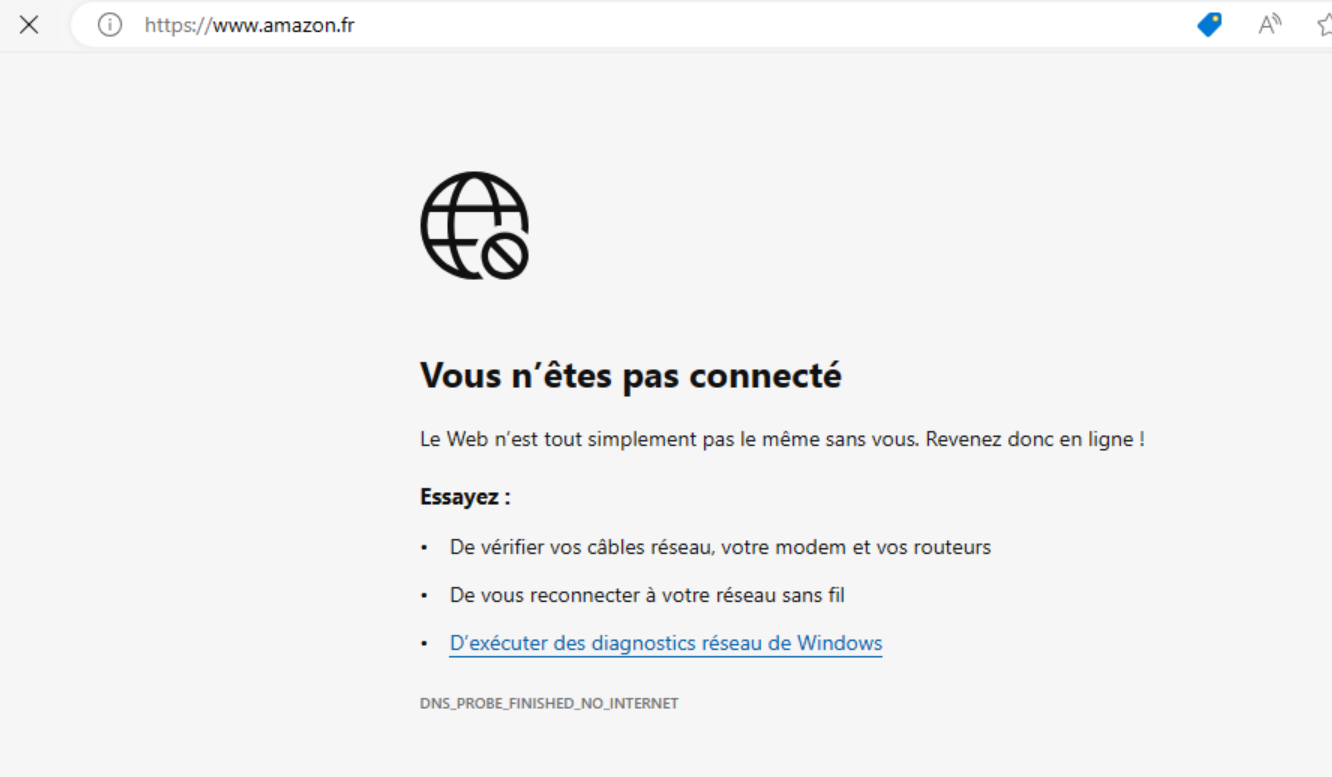 https://www.amazon.fr
Vous n’êtes pas connecté
Le Web n’est tout simplement pas le même sans vous. Revenez donc en ligne !
Essayez :
• De vérifier vos câbles réseau, votre modem et vos routeurs
• De vous reconnecter à votre réseau sans fil
• D’exécuter des diagnostics réseau de Windows
DNS_PROBE_FINISHED_NO_INTERNET